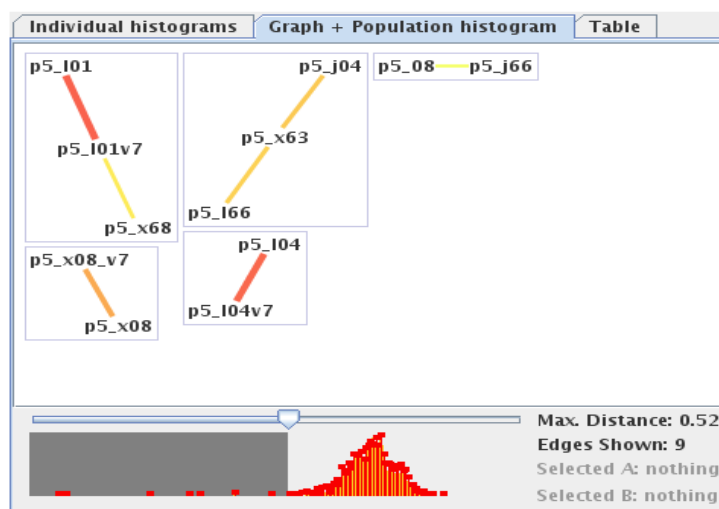 Individual histograms Graph + Population histogram Table
p5_l01 p5_j04 p5_08 p5_j66
p5_x63
p5_l01v7
p5_l66
p5_x68
p5_l04
p5_x08_v7
p5_l04v7
p5_x08
Max. Distance: 0.52
Edges Shown: 9
Selected A: nothing
Selected B: nothing